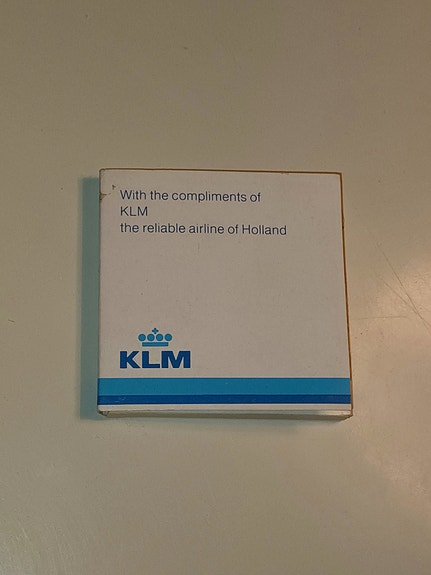 With the compliments of
KLM
the reliable airline of Holland
KLM